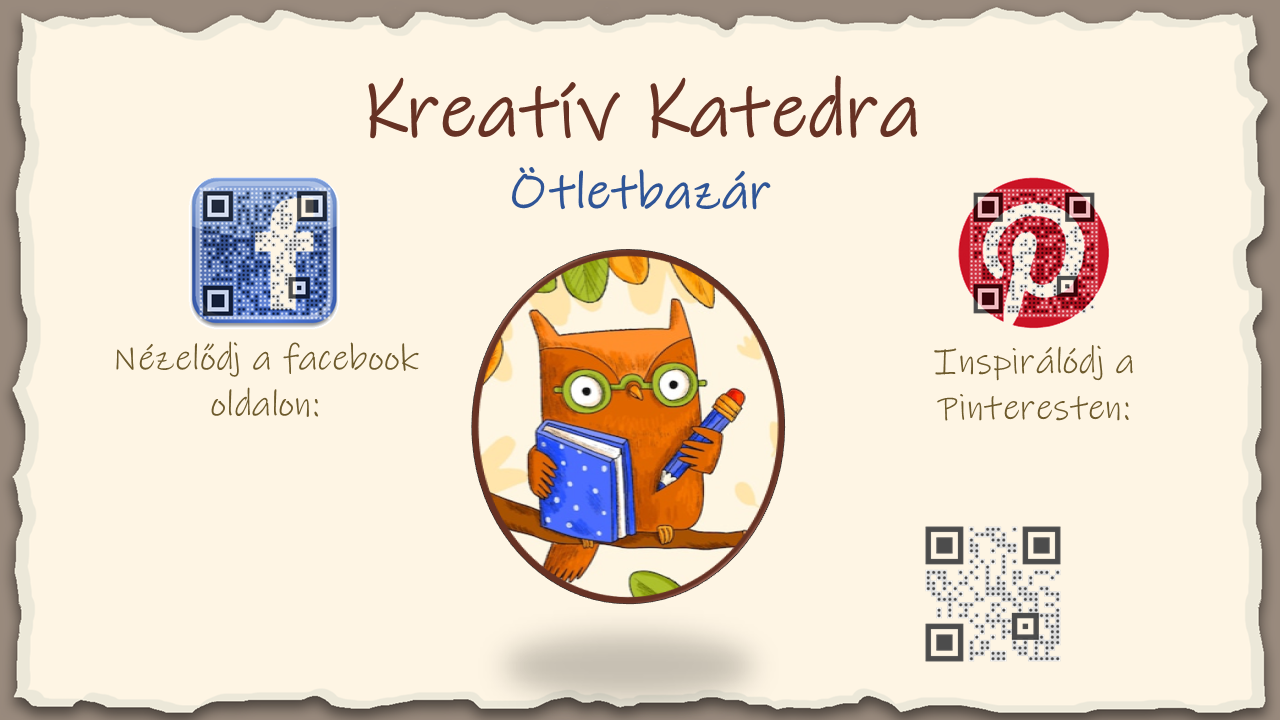 Kreatív Katedra
Ötletbazár
Nézelődj a facebook
oldalon:
Inspirálódj a
Pinteresten: